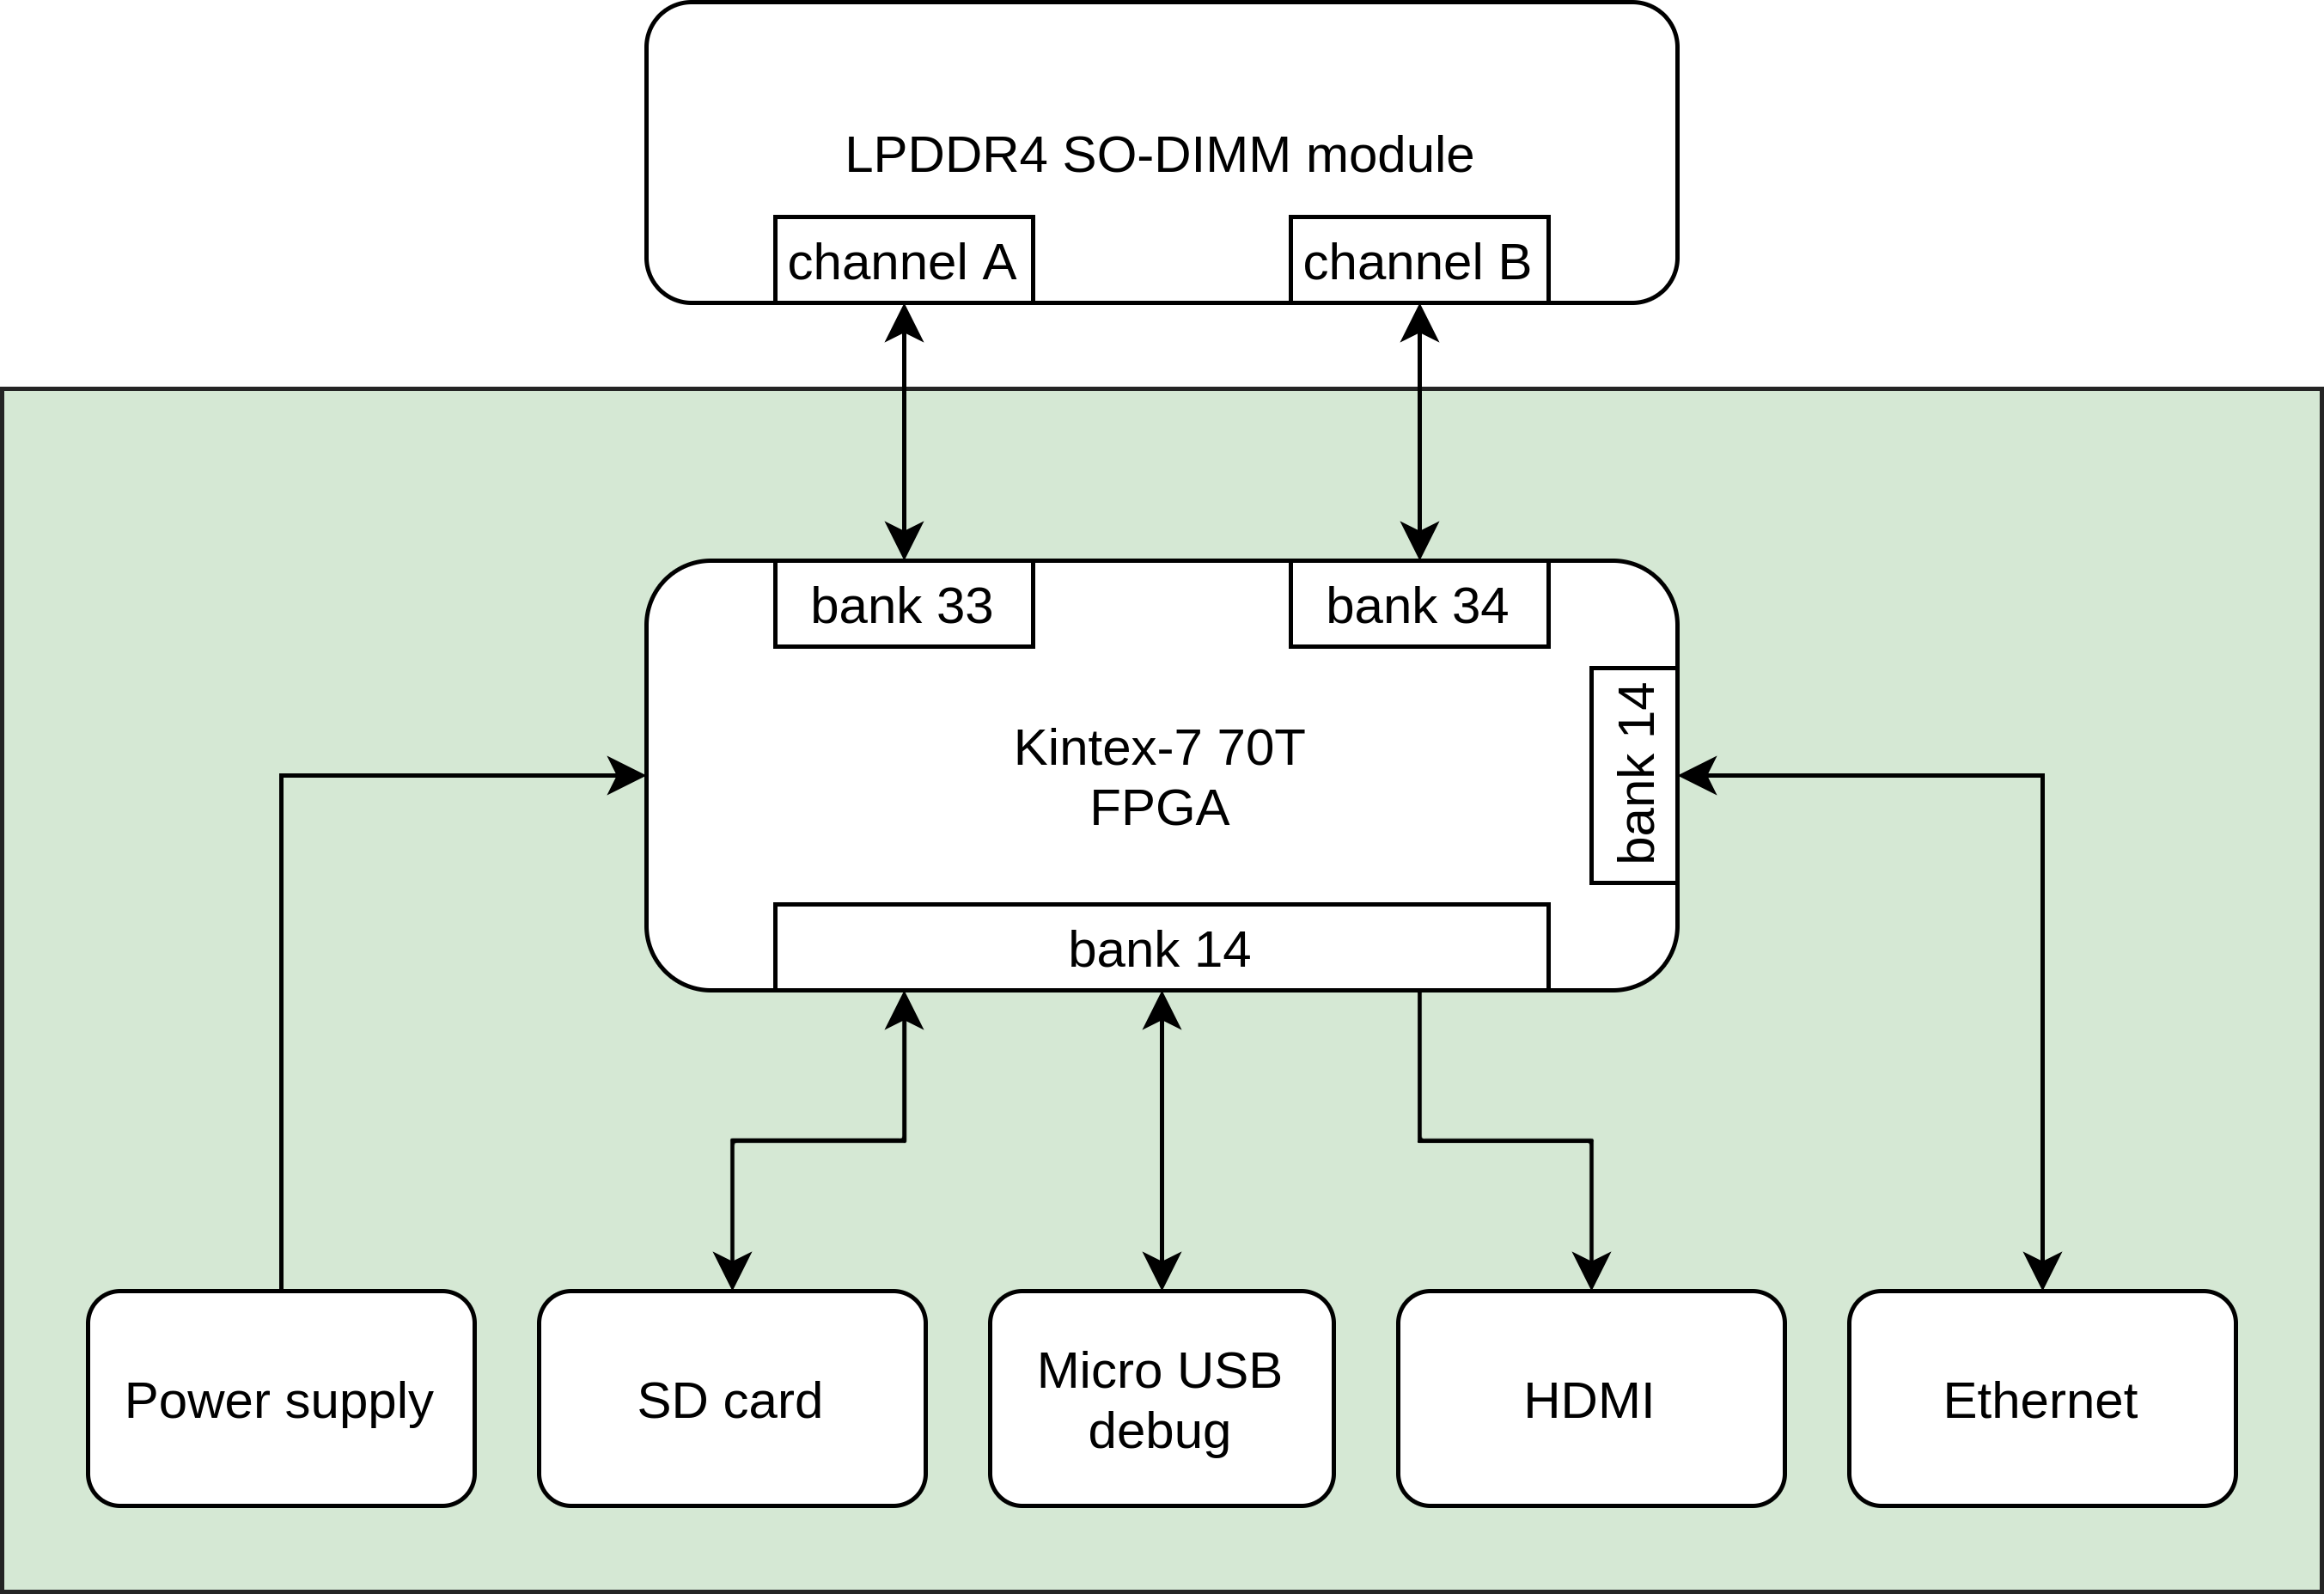 LPDDR4 SO-DIMM module
channel A
channel B
bank 33
bank 34
bank 14
Kintex-7 70T
FPGA
bank 14
Power supply
SD card
Micro USB
debug
HDMI
Ethernet